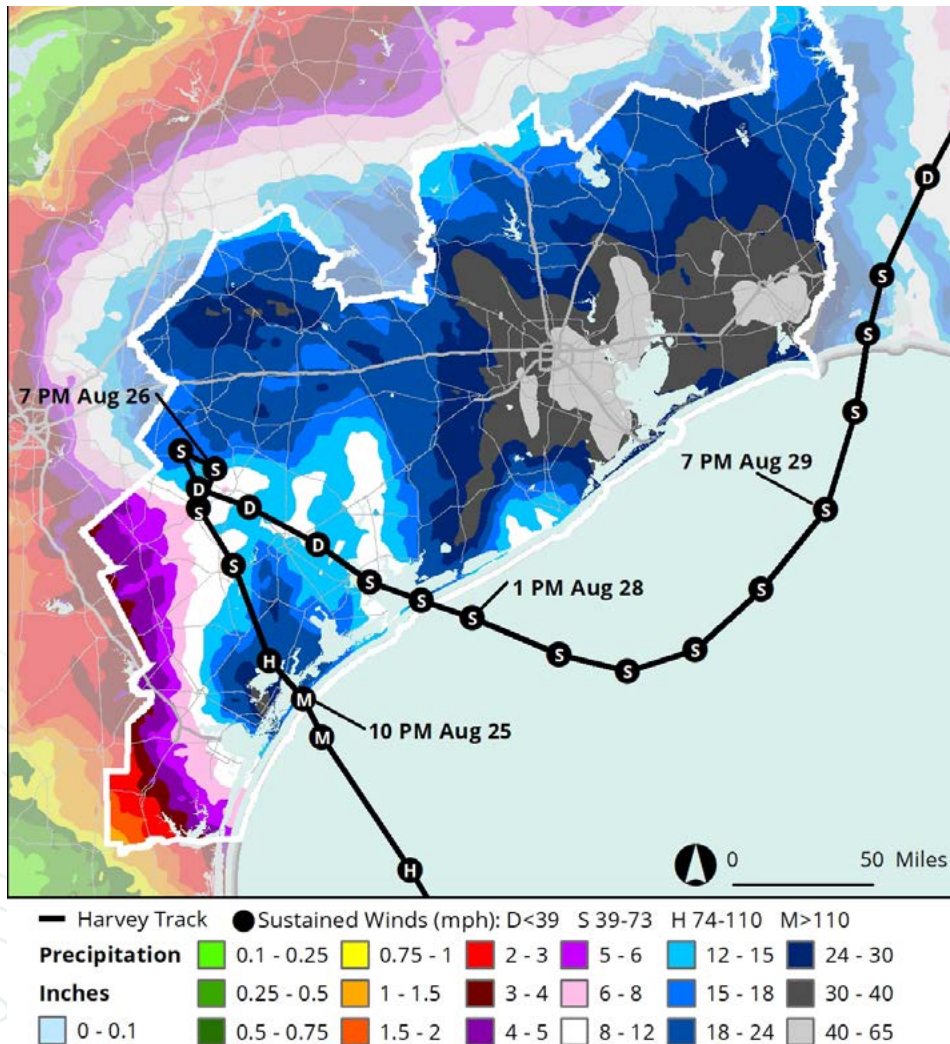 D
S
S
S
7 PM Aug 26
S
S
D
S
D
7 PM Aug 29
S
S
D
S
S
S
1 PM Aug 28
S
S
S
S
H
M
10 PM Aug 25
M
H
0 50 Miles
Harvey Track Sustained Winds (mph): D<39 S 39-73 H 74-110 M>110
Precipitation 0.1 - 0.25 0.75 - 1 2 - 3 5 - 6 12 - 15 24 - 30
Inches 0.25 - 0.5 1 - 1.5 3 - 4 6 - 8 15 - 18 30 - 40
0 - 0.1 0.5 - 0.75 1.5 - 2 4 - 5 8 - 12 18 - 24 40 - 65